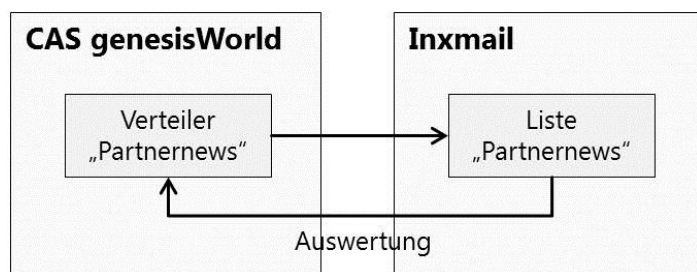 CAS genesisWorld
Verteiler
„Partnernews“
Inxmail
Liste
„Partnernews“
Auswertung